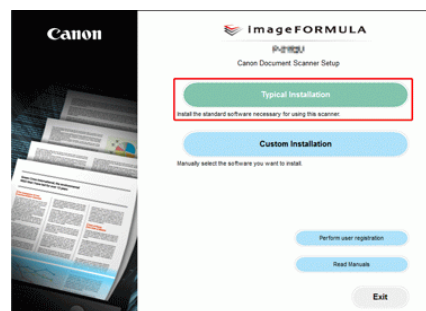 Canon
imageFORMULA
Canon Document Scanner Setup
Typical Installation
Install the standard software necessary for using this scanner.
Custom Installation
Manually select the software you want to install.
Perform user registration
Read Manuals
Exit